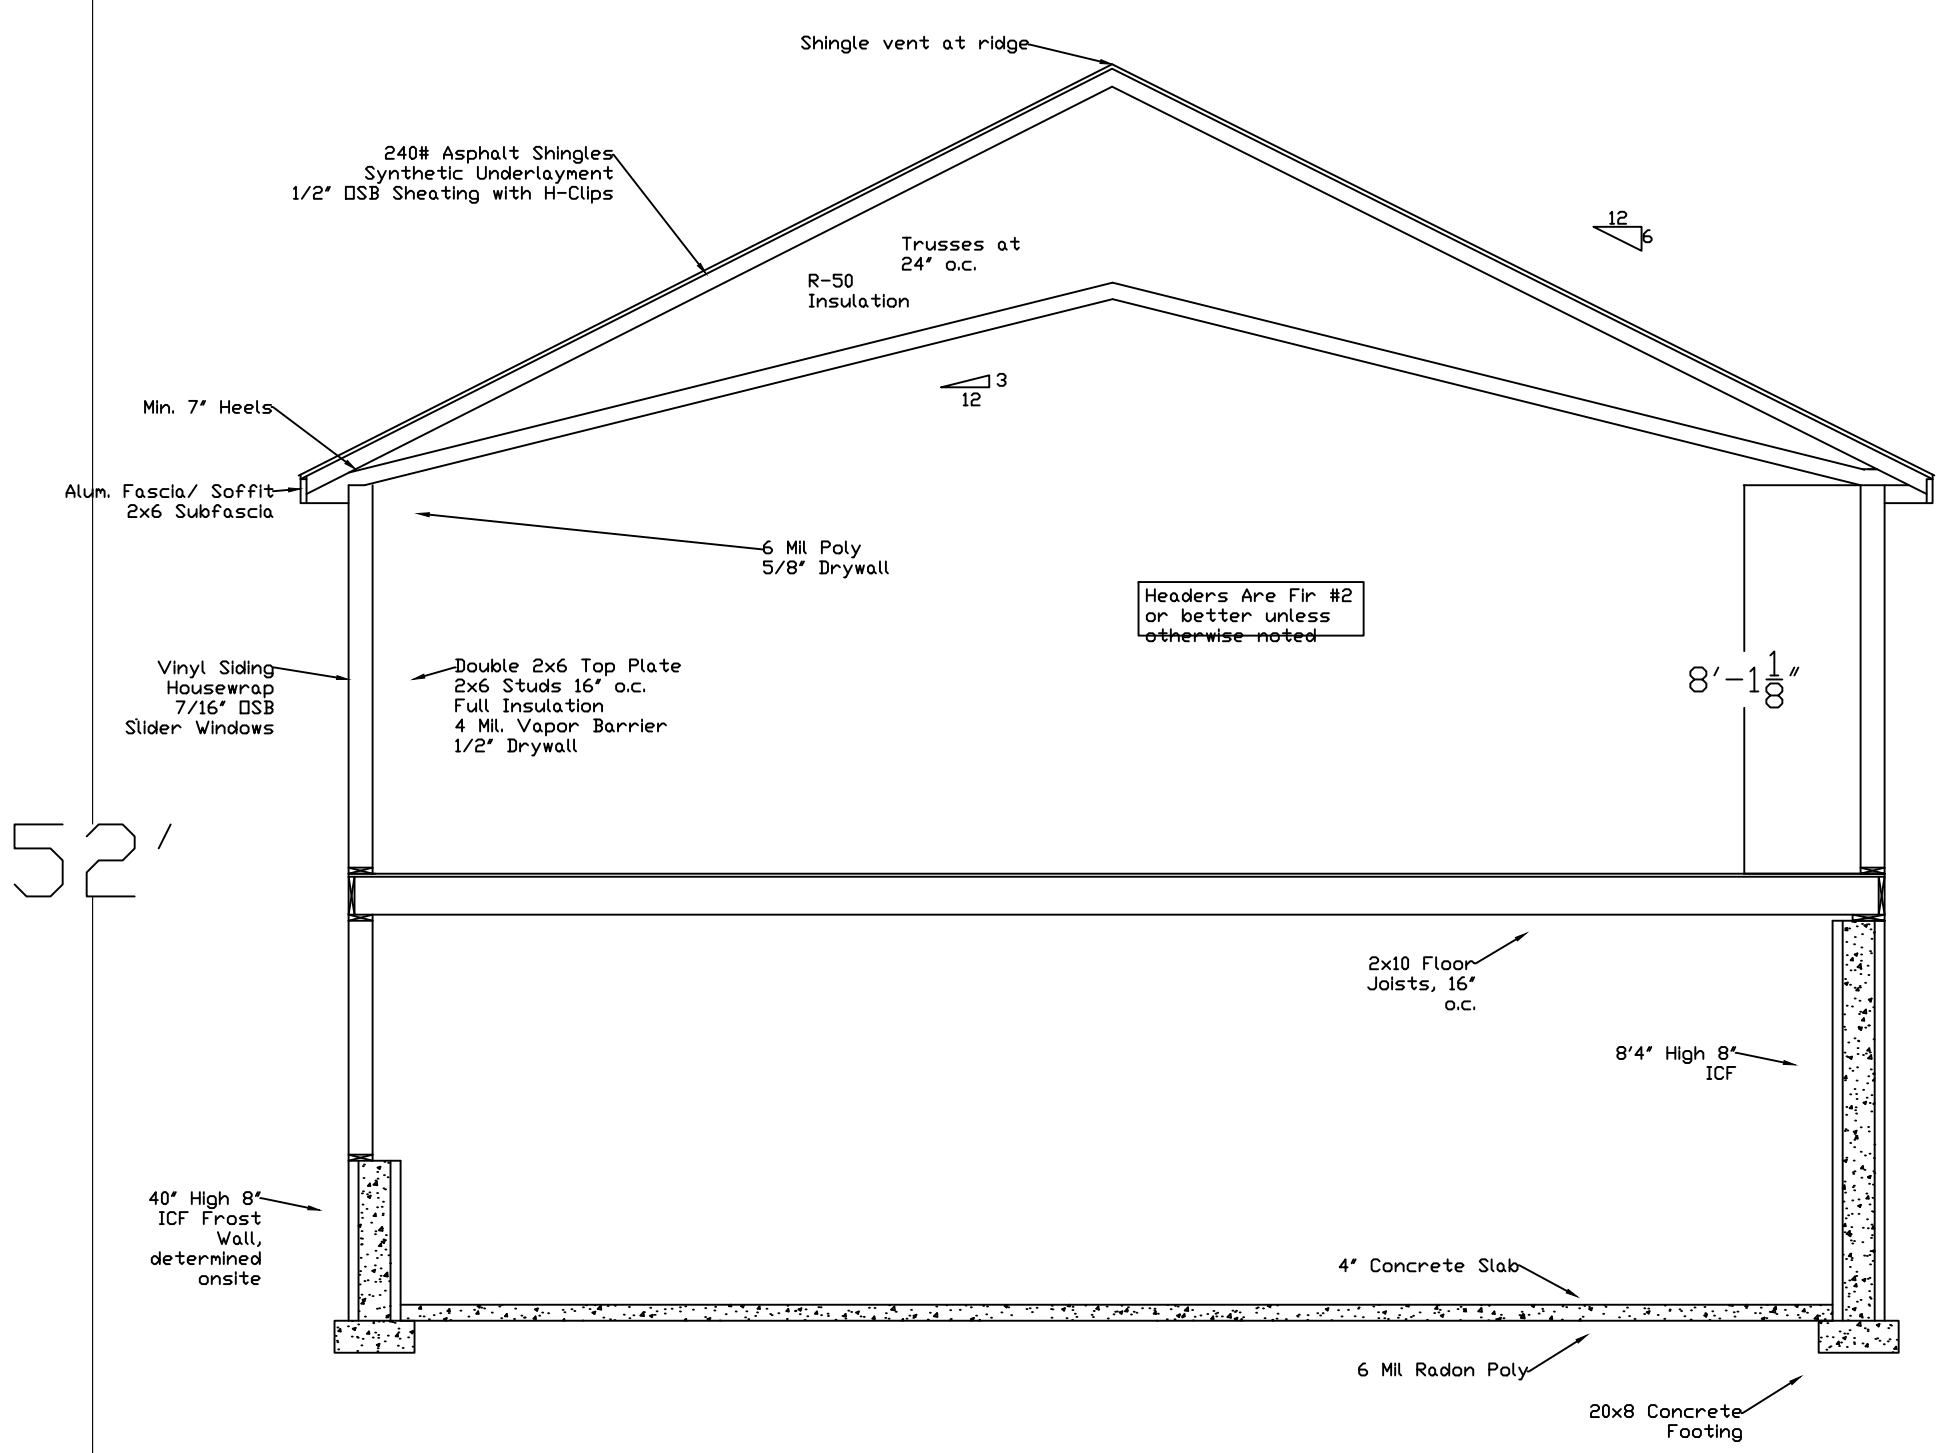 Shingle vent at ridge
240# Asphalt Shingles
Synthetic Underlayment
1/2" OSB Sheating with H-Clips
12
6
Trusses at
24" o.c.
R-50
Insulation
3
12
Min. 7" Heels
Alum. Fascia/ Soffit
2x6 Subfascia
6 Mil Poly
5/8" Drywall
Headers Are Fir #2
or better unless
otherwise noted
Vinyl Siding
Housewrap
7/16" OSB
Slider Windows
Double 2x6 Top Plate
2x6 Studs 16" o.c.
Full Insulation
4 Mil. Vapor Barrier
1/2" Drywall
8'-1 1/8"
52'
2x10 Floor
Joists, 16"
o.c.
8'4" High 8"
ICF
40" High 8"
ICF Frost
Wall,
determined
onsite
4" Concrete Slab
6 Mil Radon Poly
20x8 Concrete
Footing